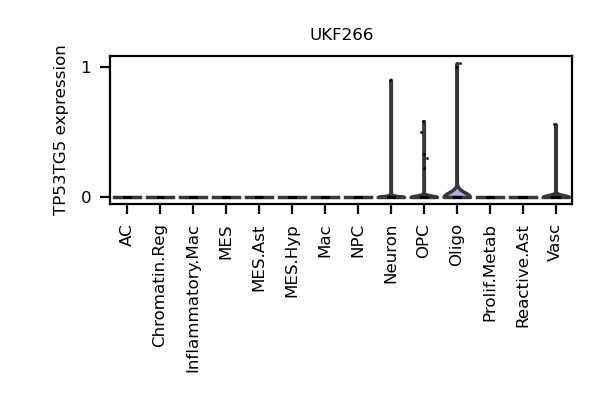 UKF266
TP53TG5 expression
1
0
AC
Chromatin.Reg
Inflammatory.Mac
MES
MES.Ast
MES.Hyp
Mac
NPC
Neuron
OPC
Oligo
Prolif.Metab
Reactive.Ast
Vasc